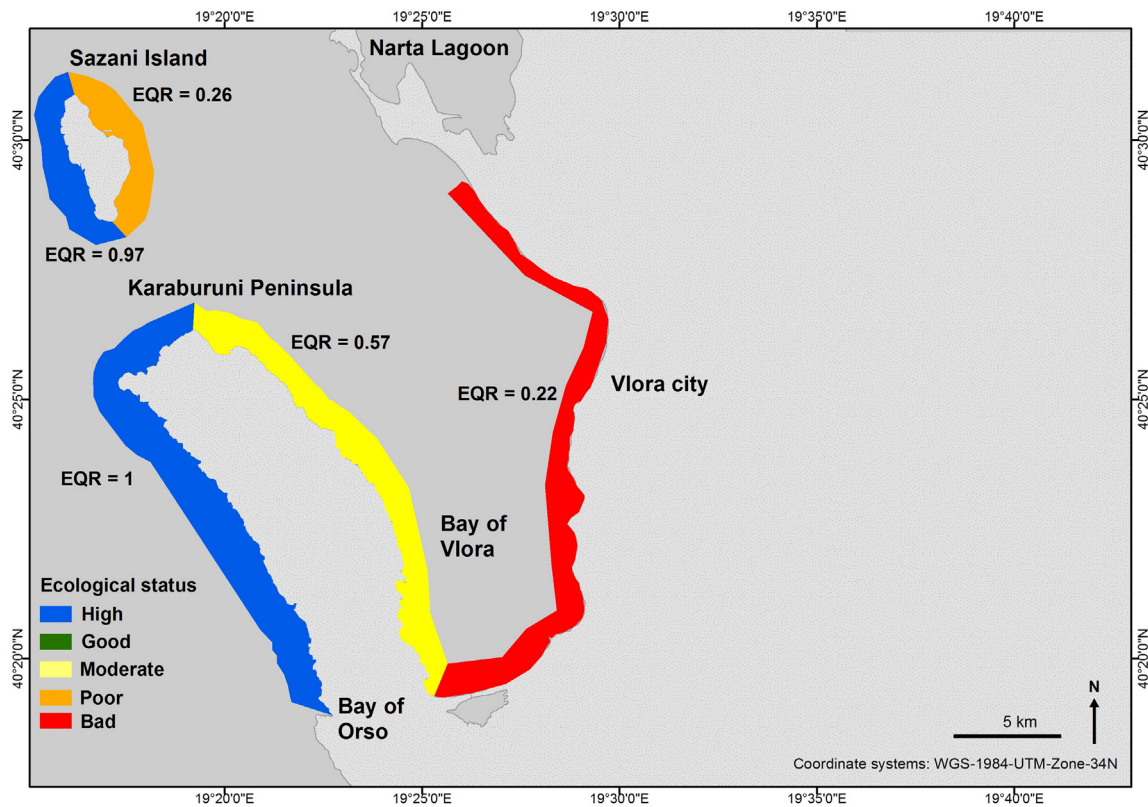 19°20'0"E 19°25'0"E 19°30'0"E 19°35'0"E 19°40'0"E
Sazani Island
Narta Lagoon
EQR = 0.26
40°30'0"N 40°30'0"N
EQR = 0.97
Karaburuni Peninsula
EQR = 0.57
Vlora city
EQR = 0.22
40°25'0"N 40°25'0"N
EQR = 1
Bay of
Vlora
Ecological status
High
Good
Moderate
Poor
Bad
40°20'0"N 40°20'0"N
Bay of
Orso
N
5 km
Coordinate systems: WGS-1984-UTM-Zone-34N
19°20'0"E 19°25'0"E 19°30'0"E 19°35'0"E 19°40'0"E